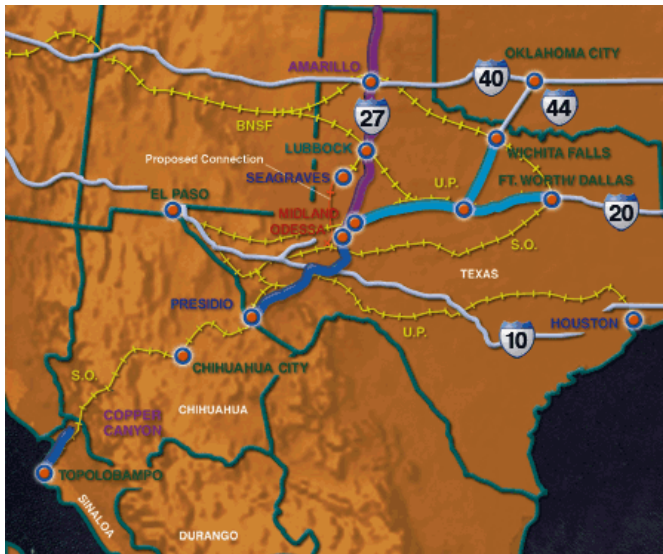 OKLAHOMA CITY
AMARILLO
40
44
27
BNSF
LUBBOCK
WICHITA FALLS
Proposed Connection
SEAGRAVES
U.P.
FT. WORTH/ DALLAS
EL PASO
20
MIDLAND
ODESSA
S.O.
TEXAS
PRESIDIO
HOUSTON
U.P.
10
CHIHUAHUA CITY
S.O.
CHIHUAHUA
COPPER
CANYON
TOPOLOBAMPO
SINALOA
DURANGO